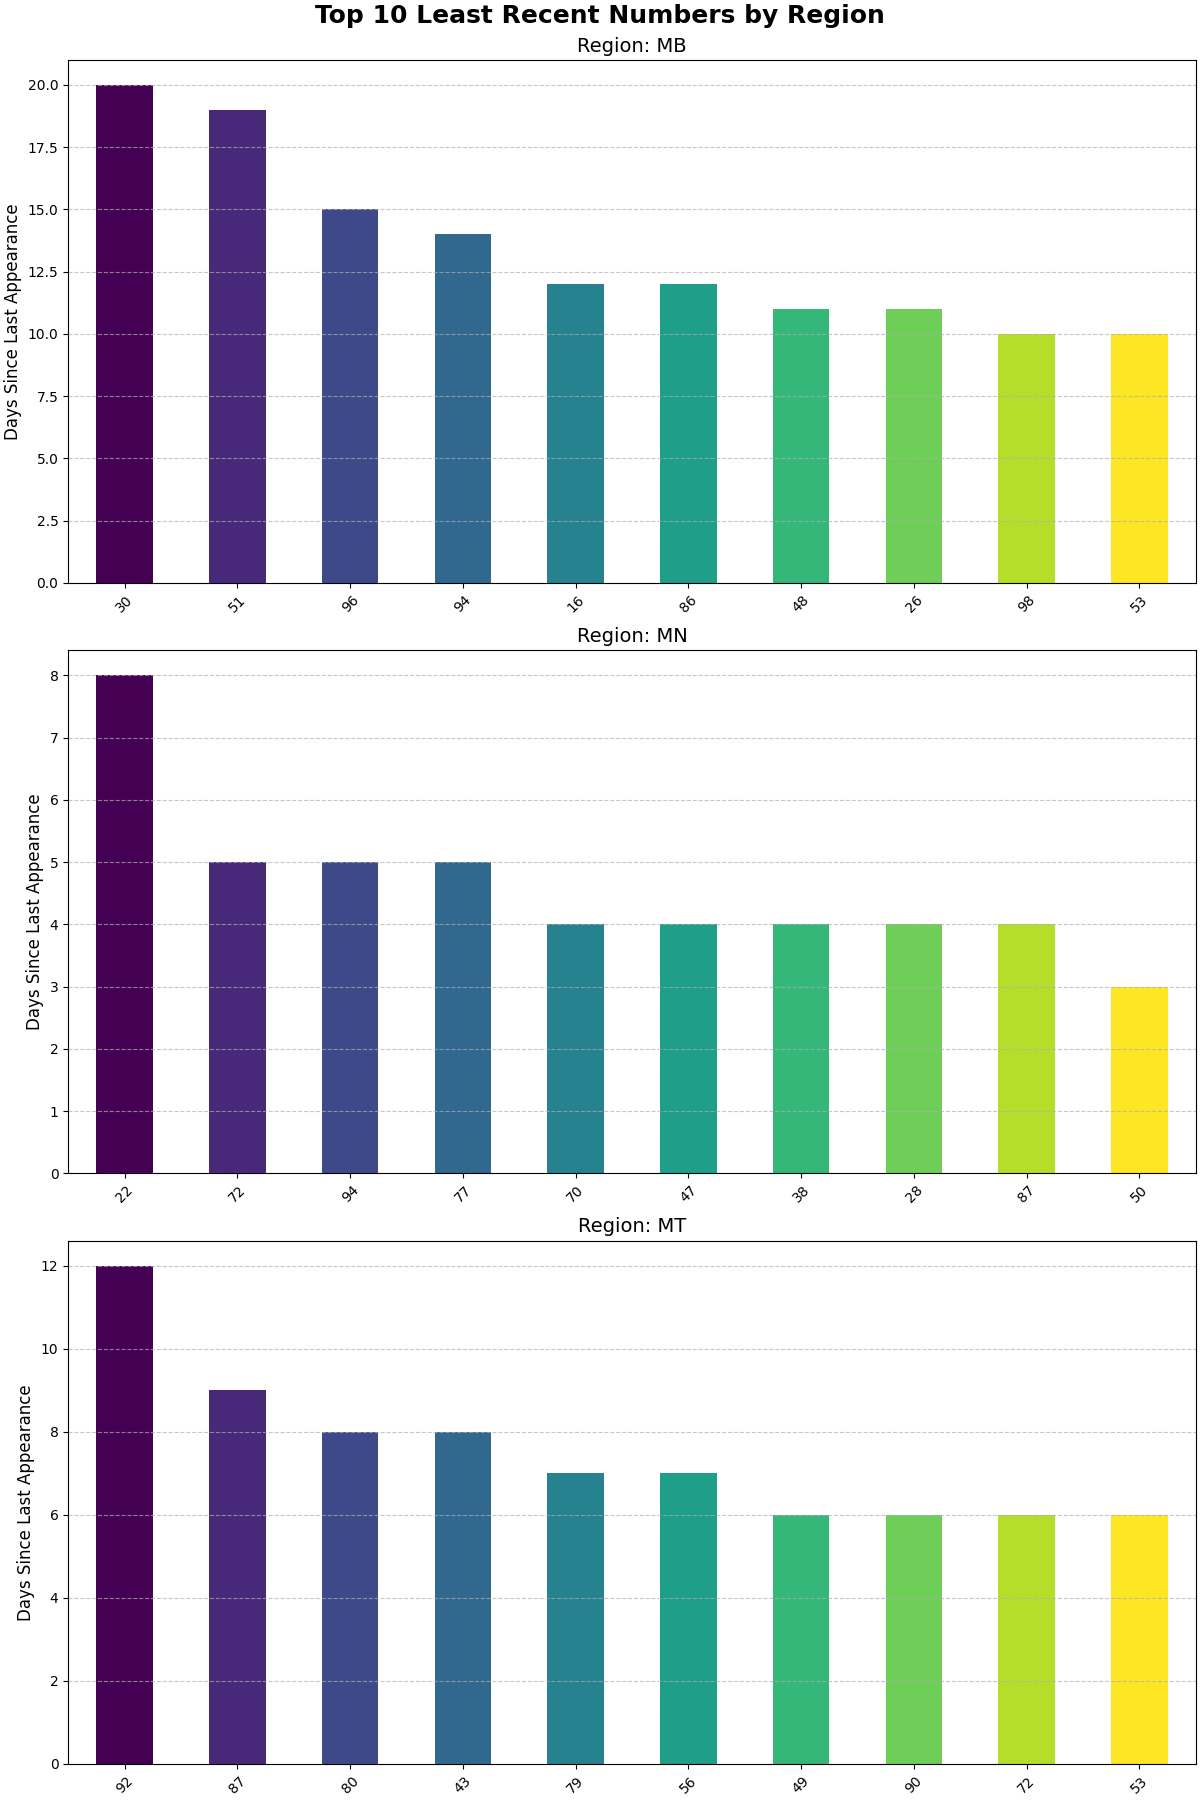 Top 10 Least Recent Numbers by Region
Region: MB
Days Since Last Appearance
20.0
17.5
15.0
12.5
10.0
7.5
5.0
2.5
0.0
30 51 96 94 16 86 48 26 98 53
Region: MN
Days Since Last Appearance
8
7
6
5
4
3
2
1
0
22 72 94 77 70 47 38 28 87 50
Region: MT
Days Since Last Appearance
12
10
8
6
4
2
0
92 87 80 43 79 56 49 90 72 53